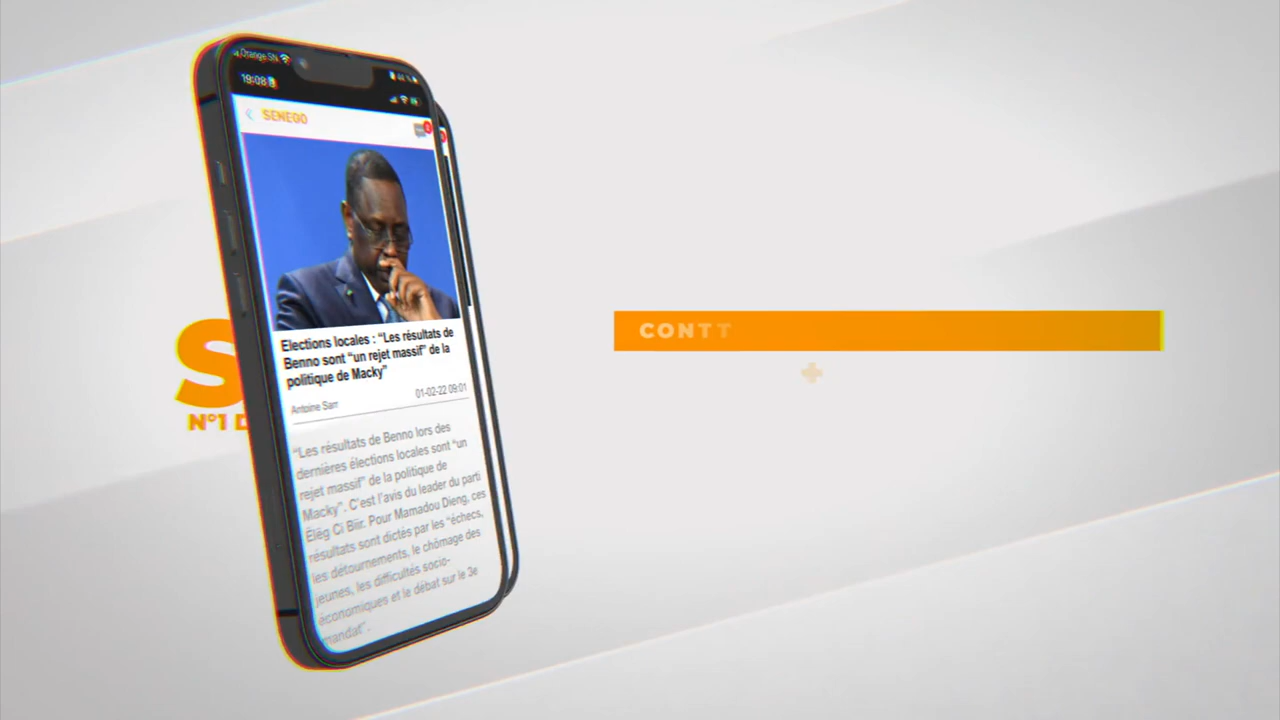 Orange SN
19:08
SENEGO
Elections locales : “Les résultats de
Benno sont “un rejet massif” de la
politique de Macky”
Antoine Sarr
01-02-22 09:01
“Les résultats de Benno lors des
dernières élections locales sont “un
rejet massif” de la politique de
Macky”. C’est l’avis du leader du parti
Ëlëg Ci Biir. Pour Mamadou Dieng, ces
résultats sont dictés par les “échecs,
les détournements, le chômage des
jeunes, les difficultés socio-
économiques et le débat sur le 3e
mandat”.
S
N°1 D
CONTT